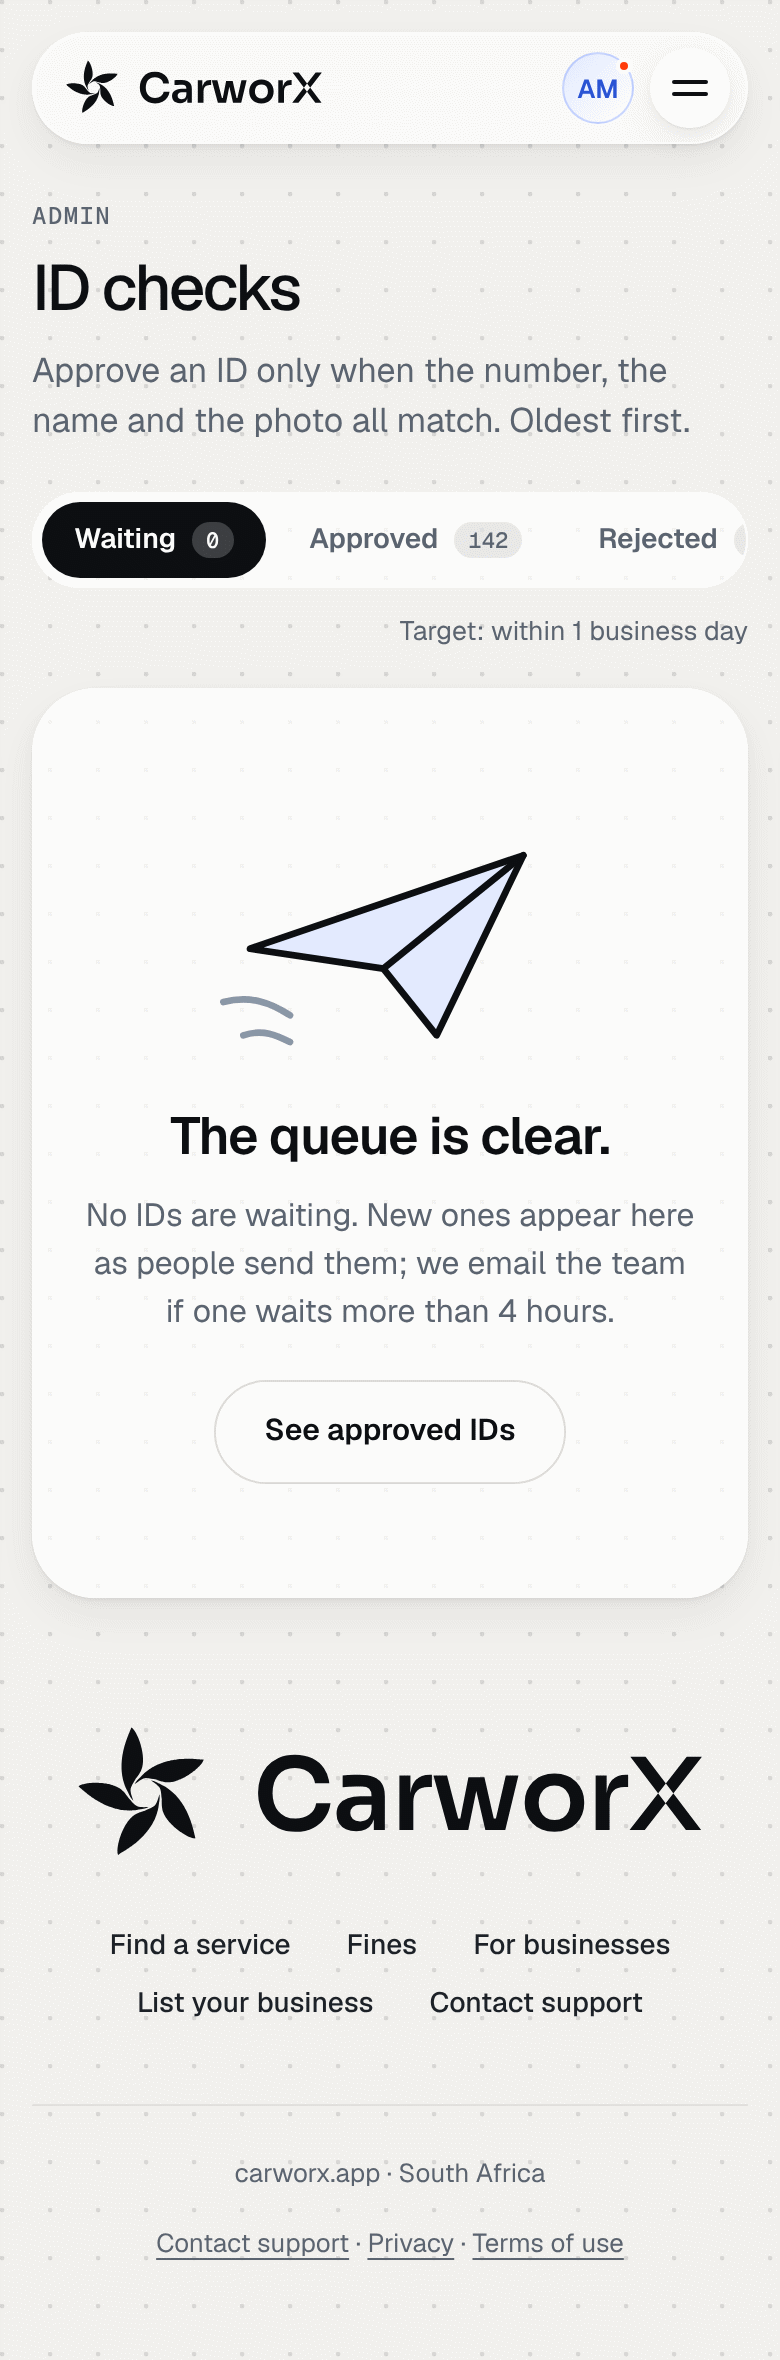 CarworX
AM
ADMIN
ID checks
Approve an ID only when the number, the
name and the photo all match. Oldest first.
Waiting 0 Approved 142 Rejected
Target: within 1 business day
The queue is clear.
No IDs are waiting. New ones appear here
as people send them; we email the team
if one waits more than 4 hours.
See approved IDs
CarworX
Find a service Fines For businesses
List your business Contact support
carworx.app · South Africa
Contact support · Privacy · Terms of use